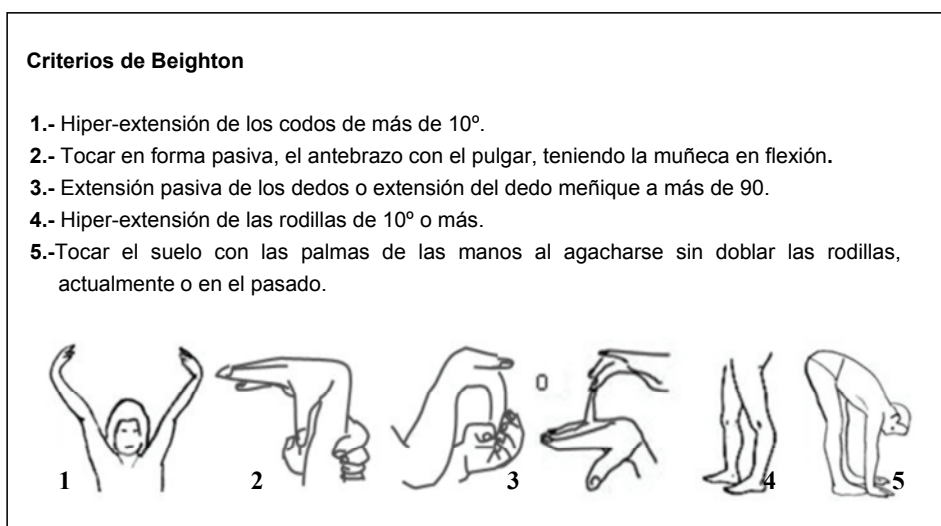 Criterios de Beighton
1.- Hiper-extensión de los codos de más de 10º.
2.- Tocar en forma pasiva, el antebrazo con el pulgar, teniendo la muñeca en flexión.
3.- Extensión pasiva de los dedos o extensión del dedo meñique a más de 90.
4.- Hiper-extensión de las rodillas de 10º o más.
5.-Tocar el suelo con las palmas de las manos al agacharse sin doblar las rodillas,
actualmente o en el pasado.
1 2 3 o 4 5